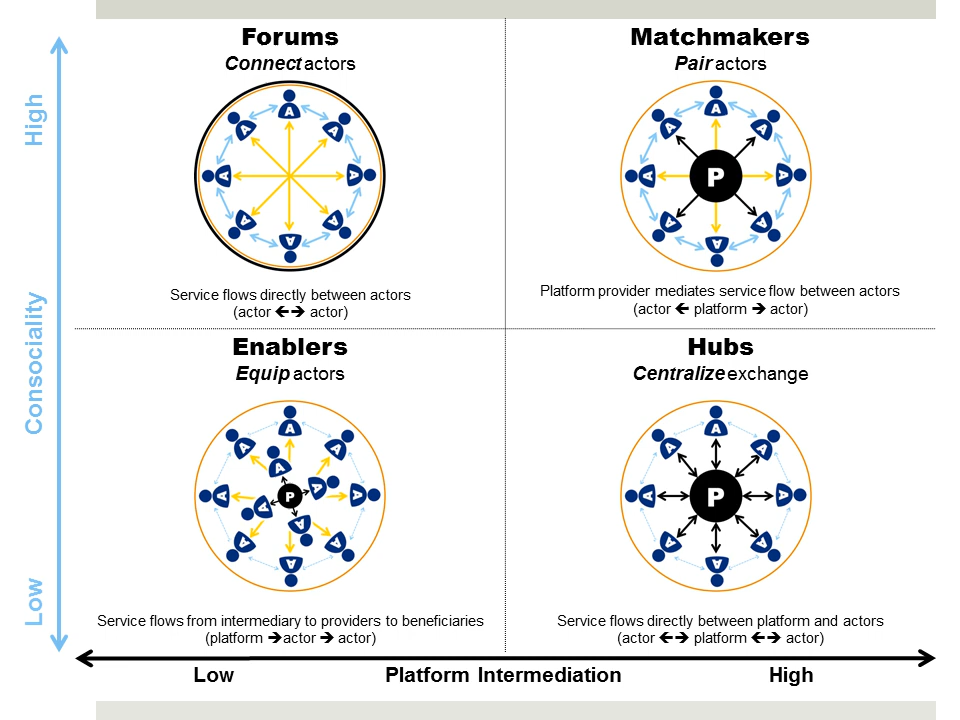 Forums
Connect actors
A
A
A
A
A
A
A
A
Service flows directly between actors
(actor 🡸🡺 actor)
Matchmakers
Pair actors
A
A
A
A
A
A
A
A
P
Platform provider mediates service flow between actors
(actor 🡸 platform 🡺 actor)
Enablers
Equip actors
A
A
A
A
A
A
A
A
A
A
A
A
P
Service flows from intermediary to providers to beneficiaries
(platform 🡺actor 🡺 actor)
Hubs
Centralize exchange
A
A
A
A
A
A
A
A
P
Service flows directly between platform and actors
(actor 🡸🡺 platform 🡸🡺 actor)
High
Consociality
Low
Low
Platform Intermediation
High